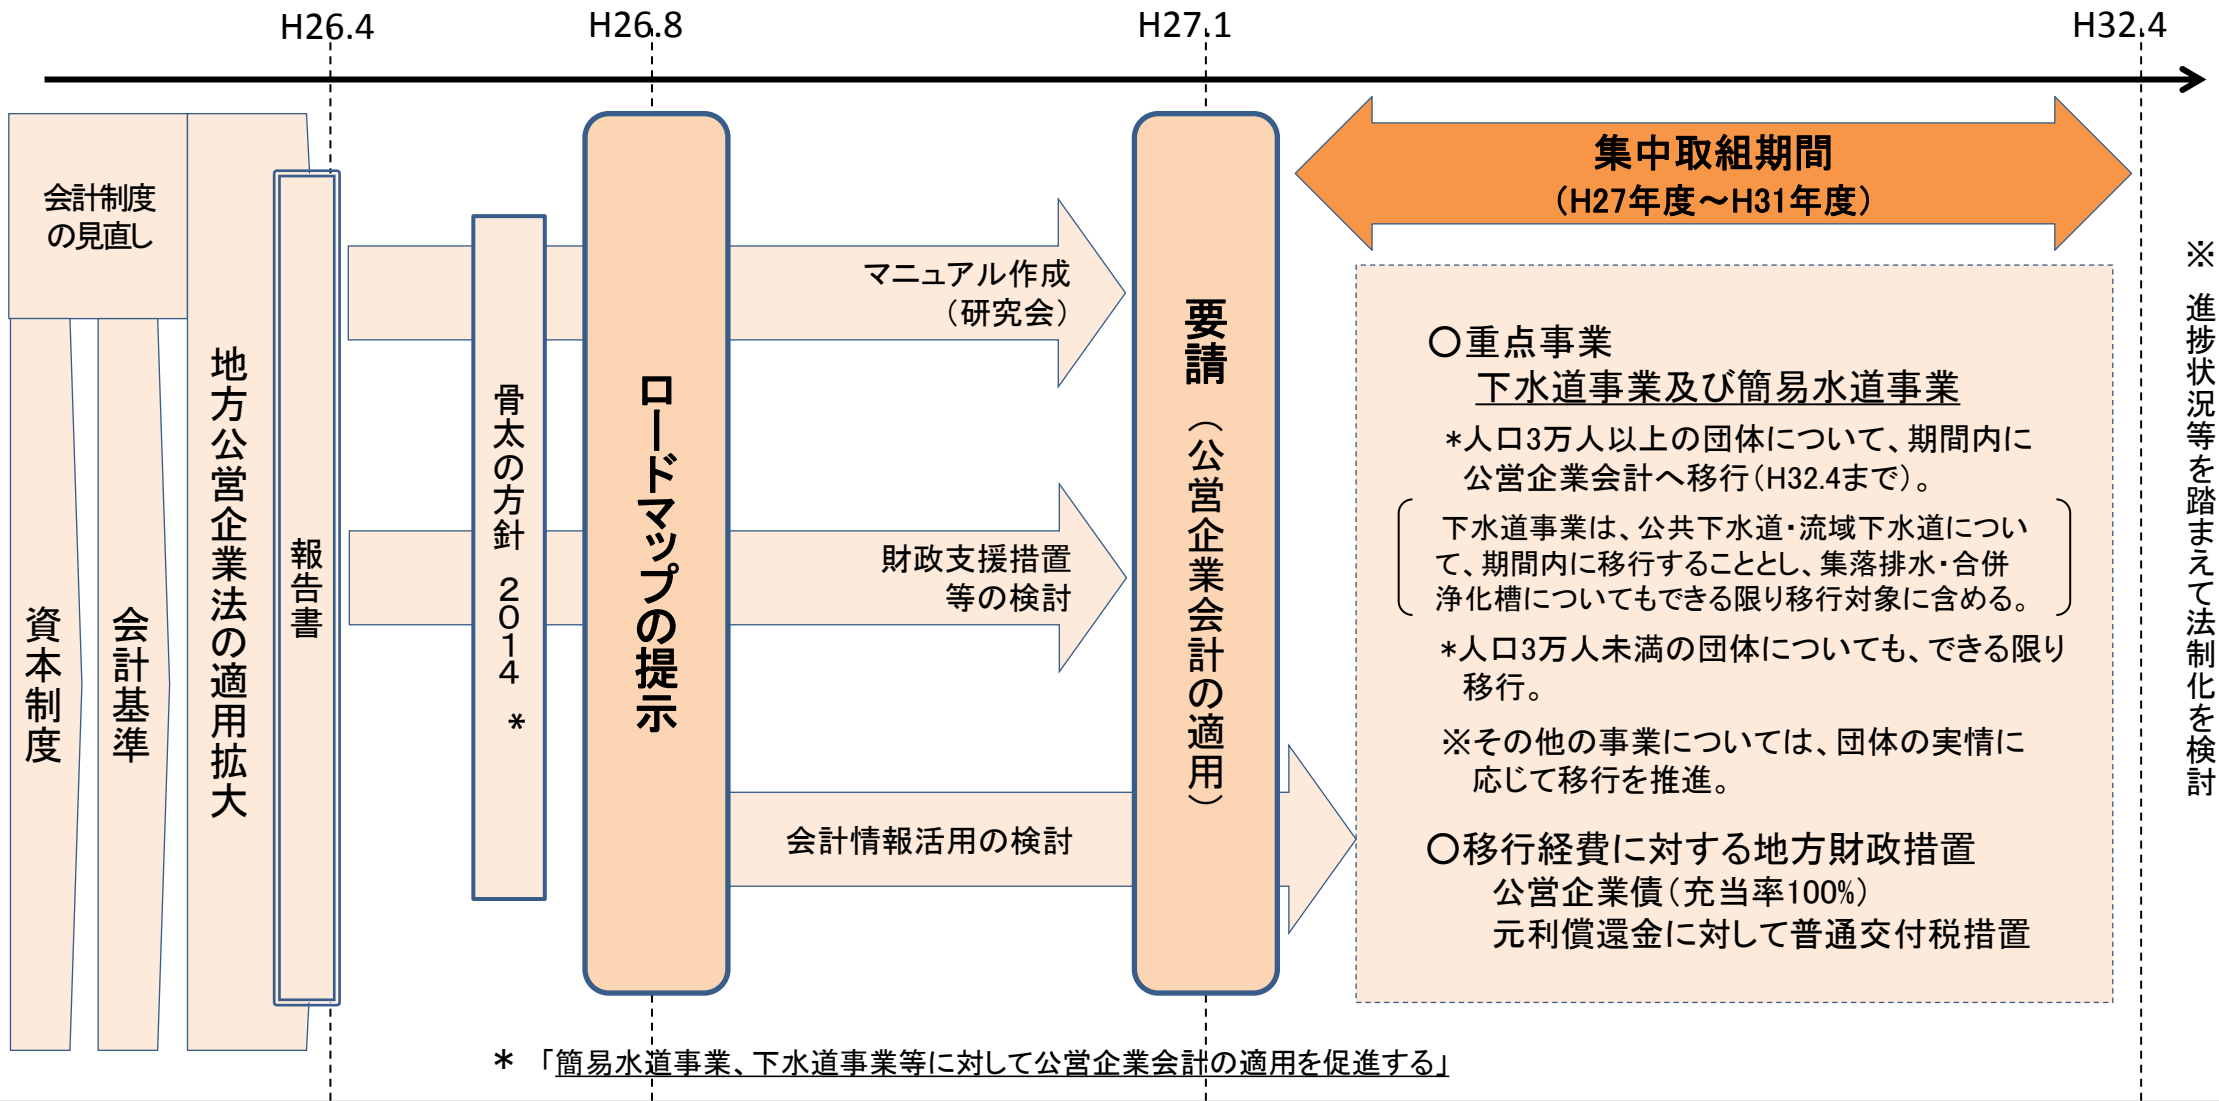 H26.4
H26.8
H27.1
H32.4
会計制度
の見直し
資本制度
会計基準
地方公営企業法の適用拡大
報告書
骨太の方針 2014 *
ロードマップの提示
マニュアル作成
(研究会)
財政支援措置
等の検討
会計情報活用の検討
要請(公営企業会計の適用)
集中取組期間
(H27年度~H31年度)
○重点事業
下水道事業及び簡易水道事業
*人口3万人以上の団体について、期間内に
公営企業会計へ移行(H32.4まで)。
下水道事業は、公共下水道・流域下水道につい
て、期間内に移行することとし、集落排水・合併
浄化槽についてもできる限り移行対象に含める。
*人口3万人未満の団体についても、できる限り
移行。
※その他の事業については、団体の実情に
応じて移行を推進。
○移行経費に対する地方財政措置
公営企業債(充当率100%)
元利償還金に対して普通交付税措置
※ 進捗状況等を踏まえて法制化を検討
* 「簡易水道事業、下水道事業等に対して公営企業会計の適用を促進する」